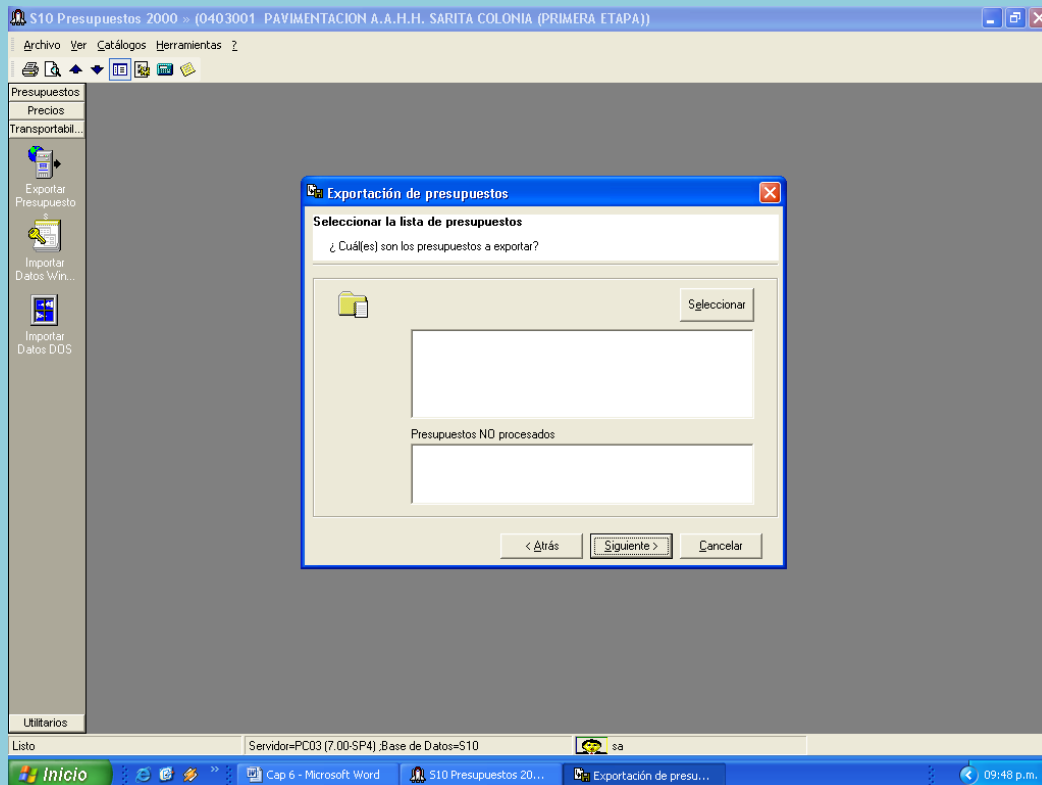 S10 Presupuestos 2000 » (0403001 PAVIMENTACION A.A.H.H. SARITA COLONIA (PRIMERA ETAPA))
Archivo Ver Catálogos Herramientas ?
Presupuestos
Precios
Transportabil...
Exportar
Presupuesto
s
Importar
Datos Win...
Importar
Datos DOS
Exportación de presupuestos
Seleccionar la lista de presupuestos
¿ Cuál(es) son los presupuestos a exportar?
Seleccionar
Presupuestos NO procesados
< Atrás Siguiente > Cancelar
Utilitarios
Listo Servidor=PC03 (7.00-SP4) ;Base de Datos=S10 sa
Inicio » Cap 6 - Microsoft Word S10 Presupuestos 20... Exportación de presu... 09:48 p.m.